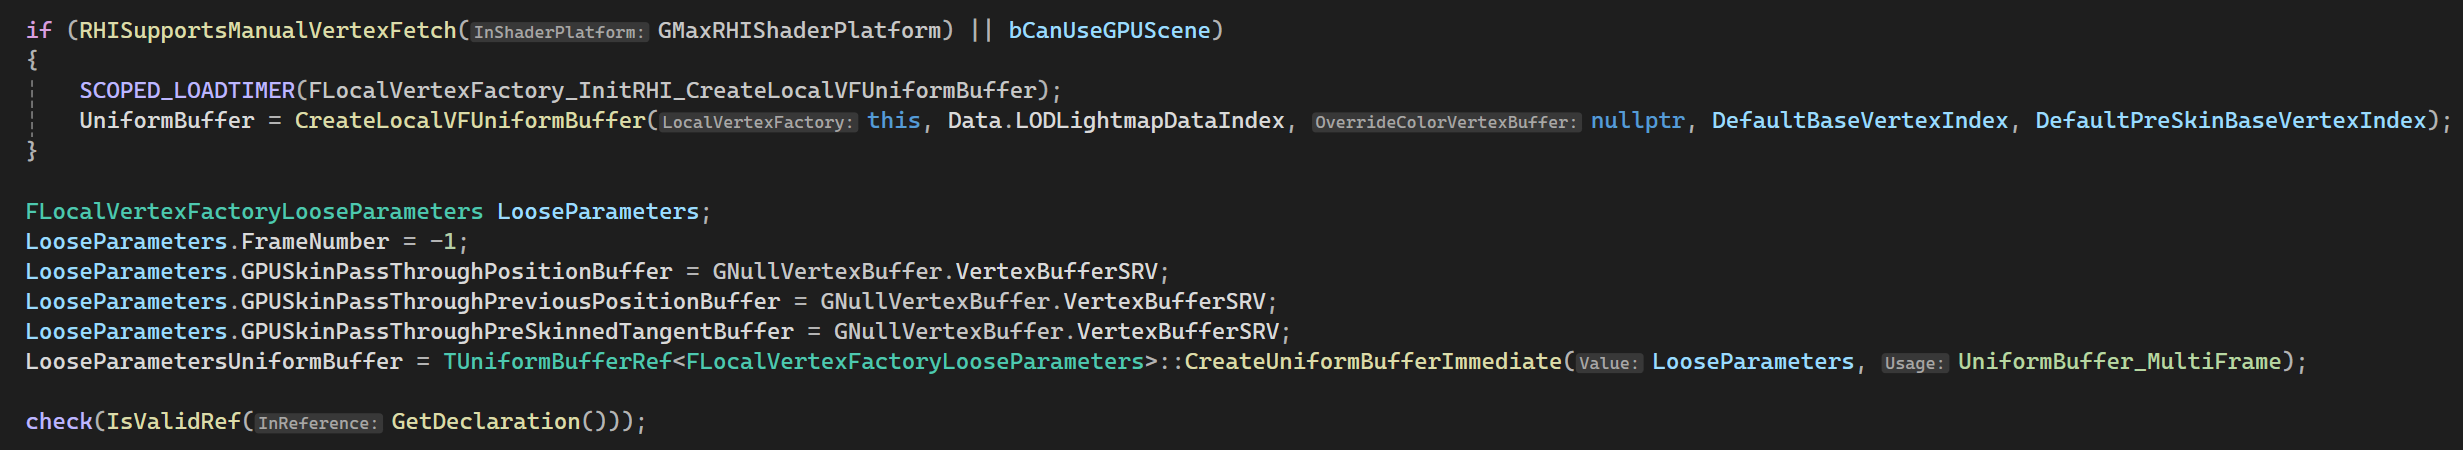 if (RHISupportsManualVertexFetch(InShaderPlatform: GMaxRHIShaderPlatform) || bCanUseGPUScene)
{
    SCOPED_LOADTIMER(FLocalVertexFactory_InitRHI_CreateLocalVFUniformBuffer);
    UniformBuffer = CreateLocalVFUniformBuffer(LocalVertexFactory: this, Data.LODLightmapDataIndex, OverrideColorVertexBuffer: nullptr, DefaultBaseVertexIndex, DefaultPreSkinBaseVertexIndex);
}
FLocalVertexFactoryLooseParameters LooseParameters;
LooseParameters.FrameNumber = -1;
LooseParameters.GPUSkinPassThroughPositionBuffer = GNullVertexBuffer.VertexBufferSRV;
LooseParameters.GPUSkinPassThroughPreviousPositionBuffer = GNullVertexBuffer.VertexBufferSRV;
LooseParameters.GPUSkinPassThroughPreSkinnedTangentBuffer = GNullVertexBuffer.VertexBufferSRV;
LooseParametersUniformBuffer = TUniformBufferRef<FLocalVertexFactoryLooseParameters>::CreateUniformBufferImmediate(Value: LooseParameters, Usage: UniformBuffer_MultiFrame);
check(IsValidRef(InReference: GetDeclaration()));